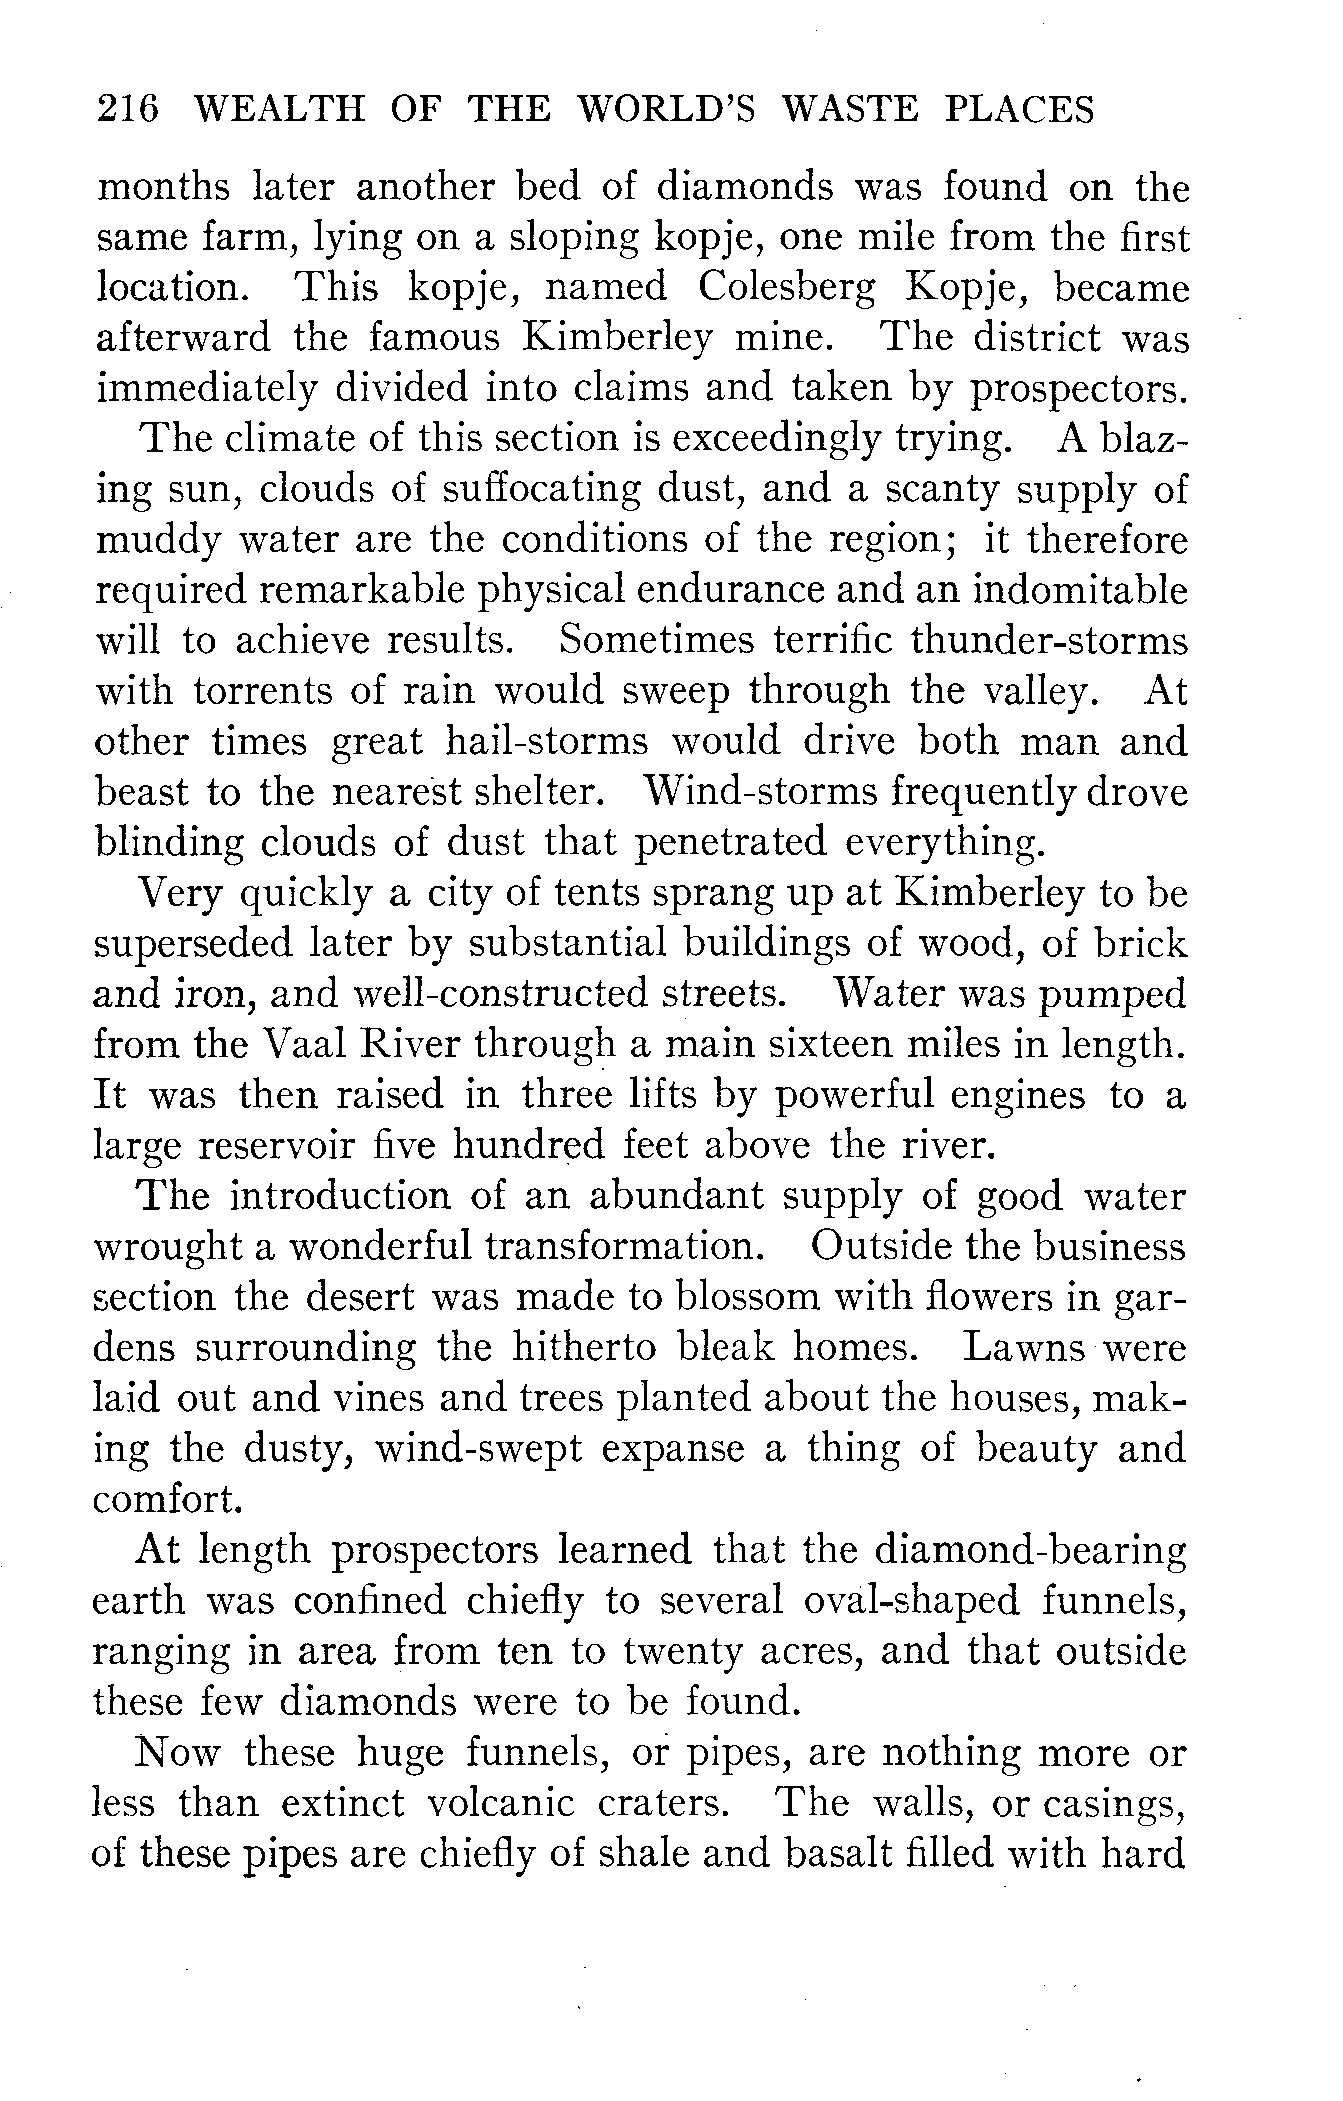 216 WEALTH OF THE WORLD'S WASTE PLACES
months later another bed of diamonds was found on the
same farm, lying on a sloping kopje, one mile from the first
location. This kopje, named Colesberg Kopje, became
afterward the famous Kimberley mine. The district was
immediately divided into claims and taken by prospectors.
The climate of this section is exceedingly trying. A blaz-
ing sun, clouds of suffocating dust, and a scanty supply of
muddy water are the conditions of the region; it therefore
required remarkable physical endurance and an indomitable
will to achieve results. Sometimes terrific thunder-storms
with torrents of rain would sweep through the valley. At
other times great hail-storms would drive both man and
beast to the nearest shelter. Wind-storms frequently drove
blinding clouds of dust that penetrated everything.
Very quickly a city of tents sprang up at Kimberley to be
superseded later by substantial buildings of wood, of brick
and iron, and well-constructed streets. Water was pumped
from the Vaal River through a main sixteen miles in length.
It was then raised in three lifts by powerful engines to a
large reservoir five hundred feet above the river.
The introduction of an abundant supply of good water
wrought a wonderful transformation. Outside the business
section the desert was made to blossom with flowers in gar-
dens surrounding the hitherto bleak homes. Lawns were
laid out and vines and trees planted about the houses, mak-
ing the dusty, wind-swept expanse a thing of beauty and
comfort.
At length prospectors learned that the diamond-bearing
earth was confined chiefly to several oval-shaped funnels,
ranging in area from ten to twenty acres, and that outside
these few diamonds were to be found.
Now these huge funnels, or pipes, are nothing more or
less than extinct volcanic craters. The walls, or casings,
of these pipes are chiefly of shale and basalt filled with hard